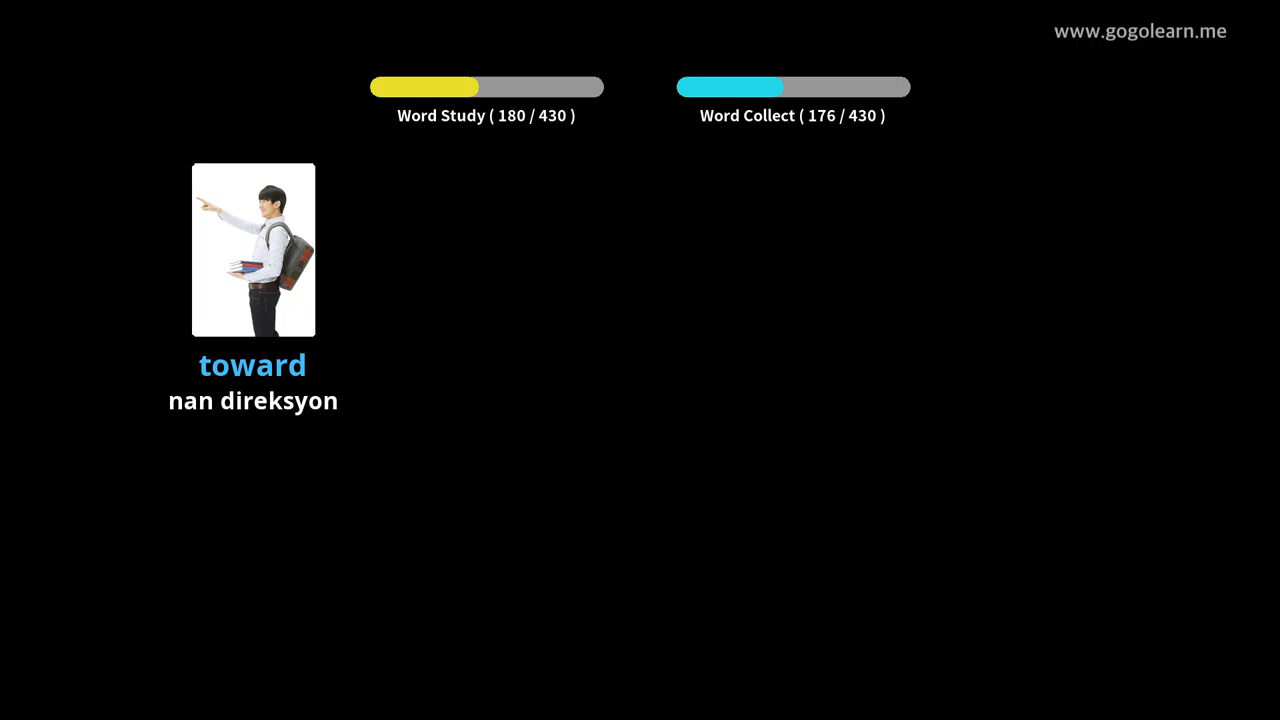 www.gogolearn.me
Word Study ( 180 / 430 )
Word Collect ( 176 / 430 )
toward
nan direksyon